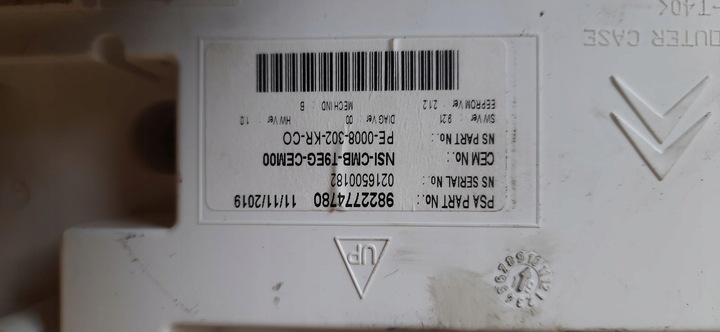 PSA PART No.: 9822774780 11/11/2019
NS SERIAL No.: 0216500182
CEM No.: NSI-CMB-T9EG-CEM00
NS PART No.: PE-0008-302-KR-CO
SW Ver : 9.21 DIAG Ver : 00 HW Ver : 1.0
EEPROM Ver : 2.1.2 MECH IND : B
UP
OUTER CASE